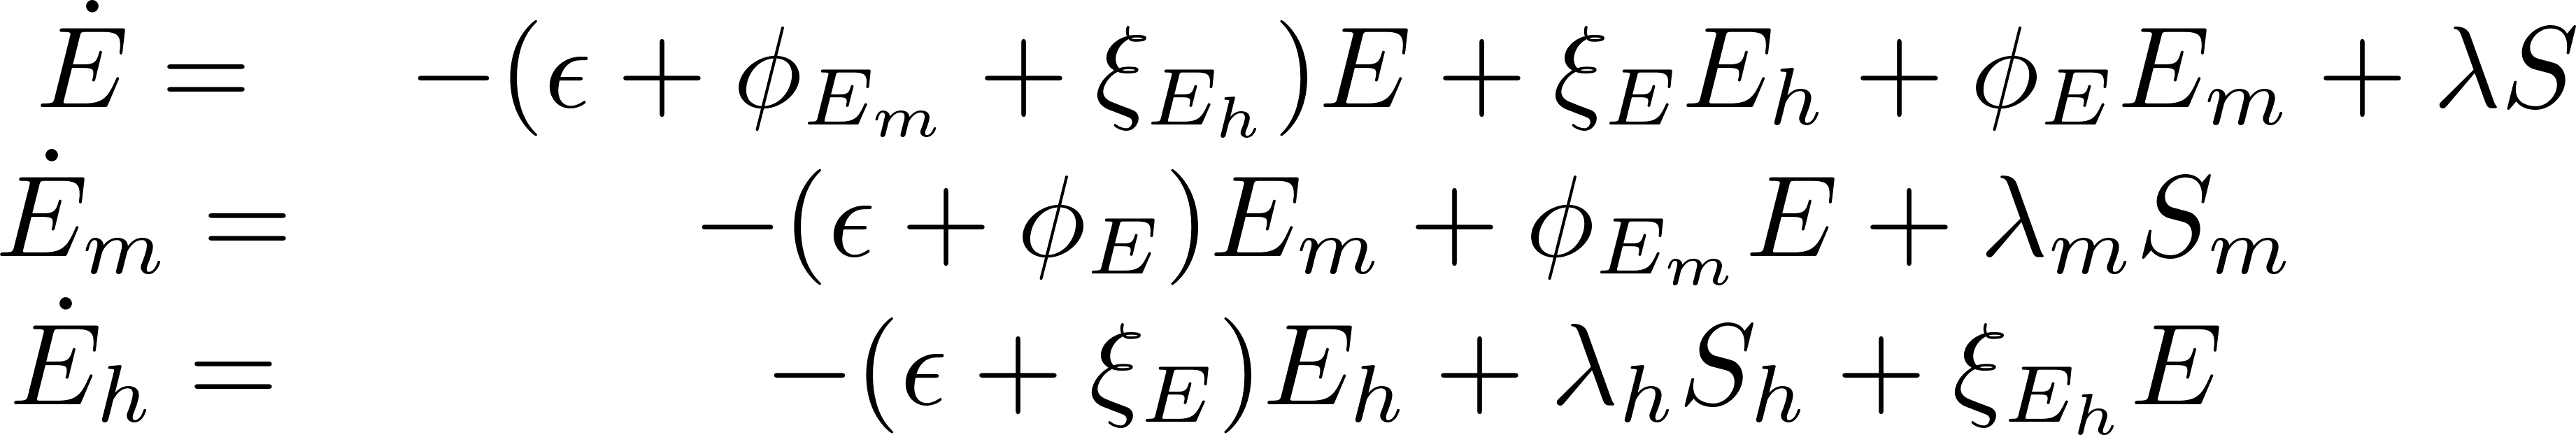 Ė = −(ϵ + ϕ_{E_m} + ξ_{E_h})E + ξ_E E_h + ϕ_E E_m + λS
Ė_m = −(ϵ + ϕ_E)E_m + ϕ_{E_m}E + λ_m S_m
Ė_h = −(ϵ + ξ_E)E_h + λ_h S_h + ξ_{E_h}E